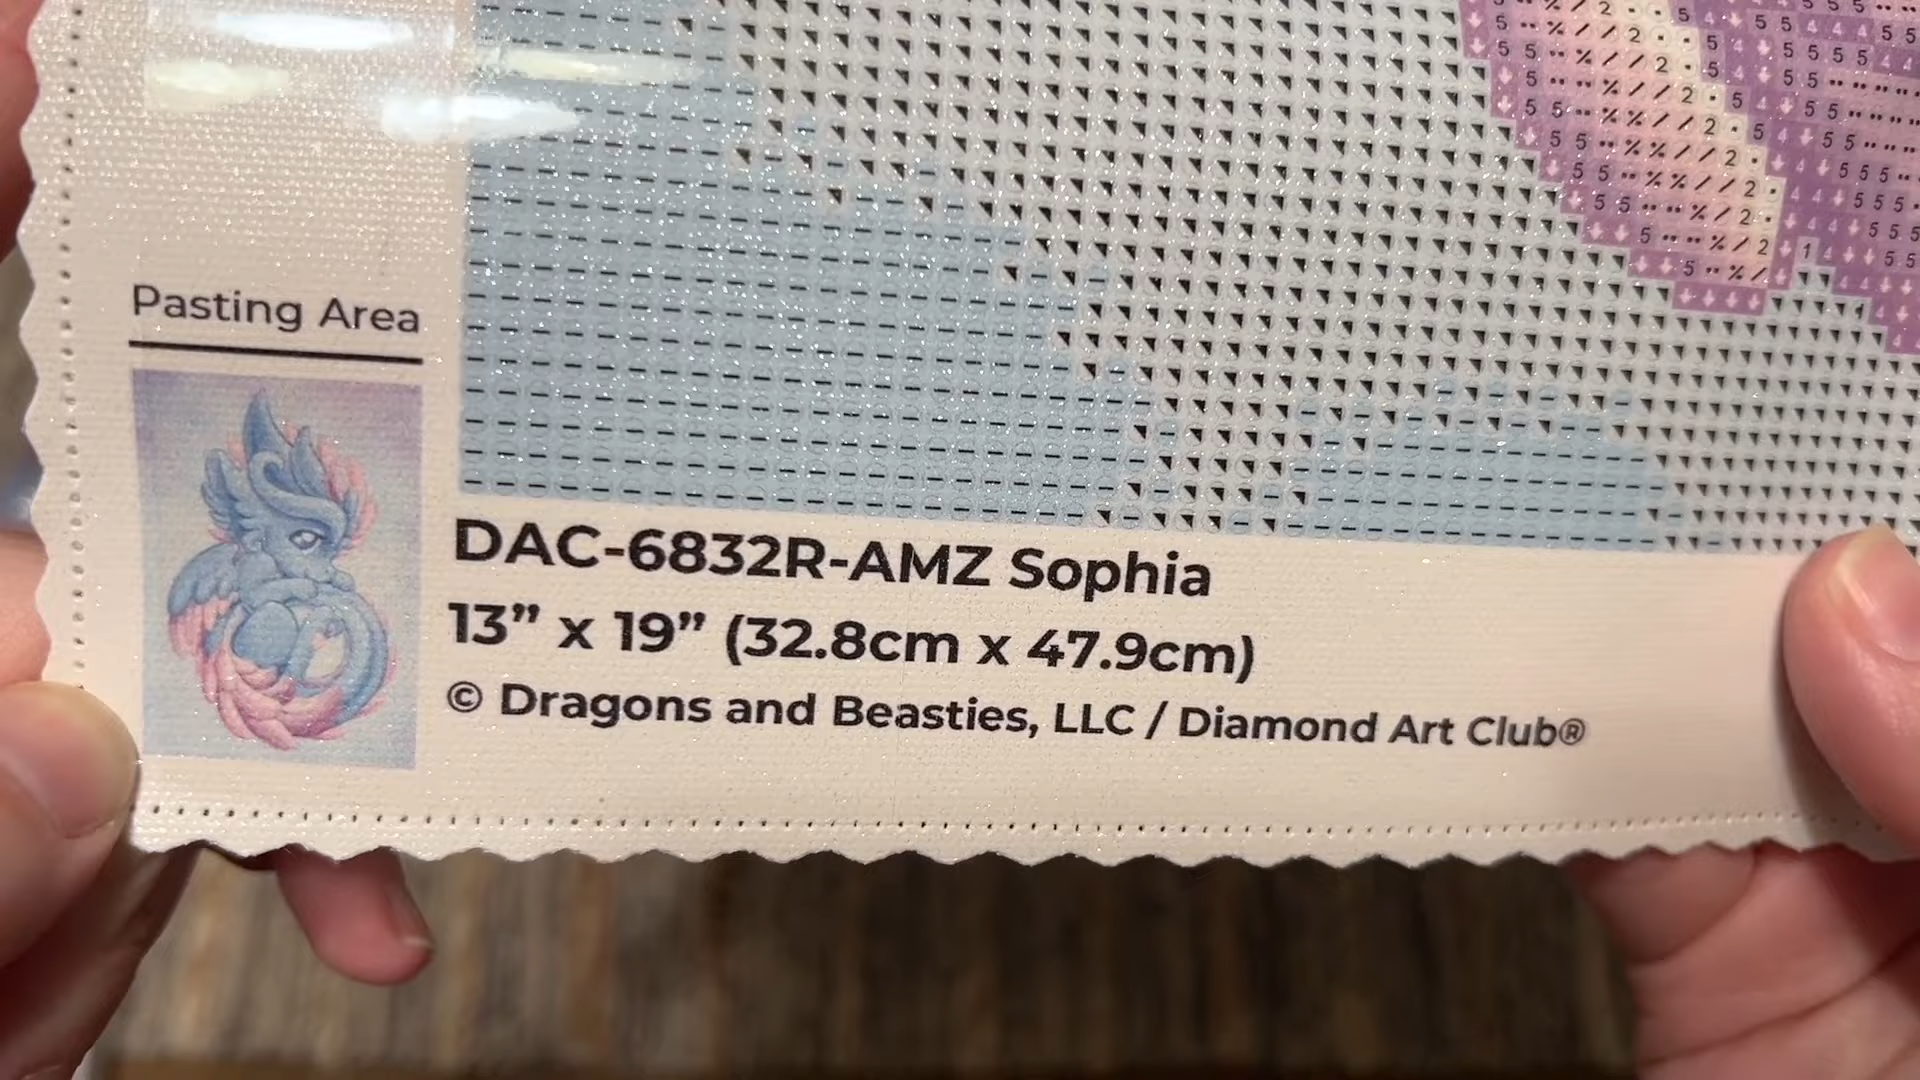 Pasting Area
DAC-6832R-AMZ Sophia
13” x 19” (32.8cm x 47.9cm)
© Dragons and Beasties, LLC / Diamond Art Club®